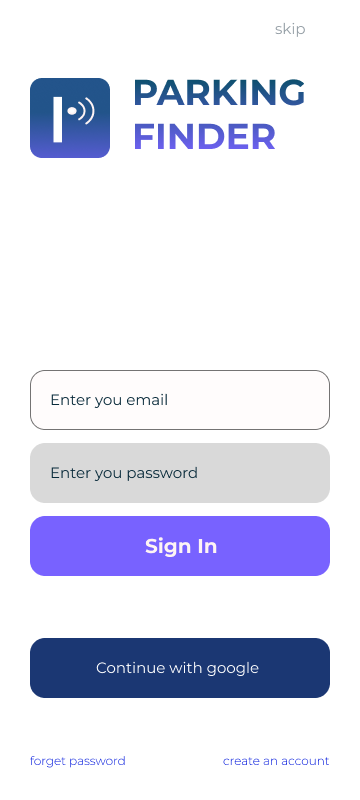 skip
PARKING
FINDER
Enter you email
Enter you password
Sign In
Continue with google
forget password
create an account